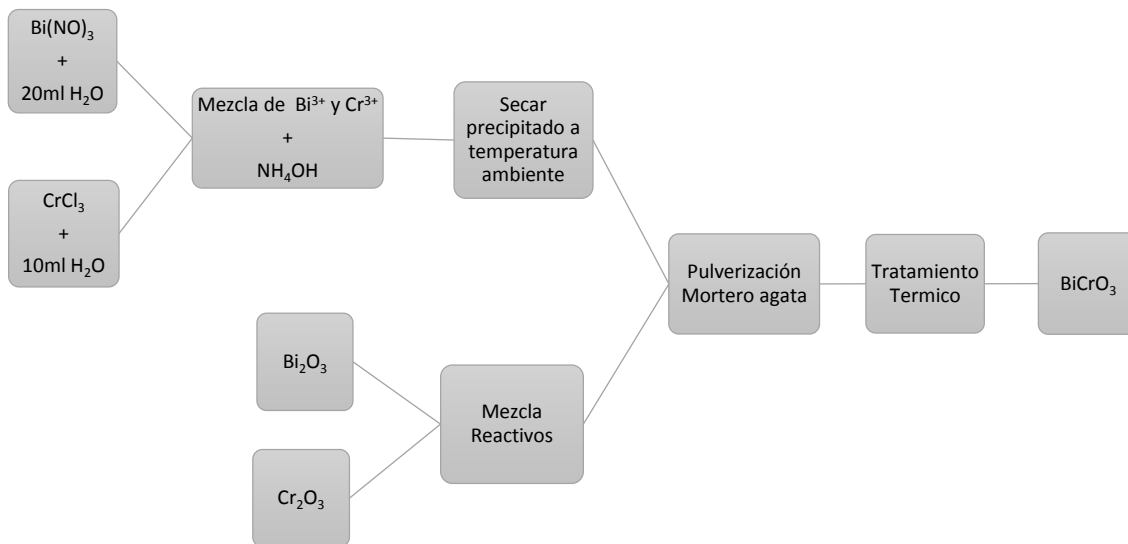 Bi(NO)₃
+
20ml H₂O
CrCl₃
+
10ml H₂O
Mezcla de Bi³⁺ y Cr³⁺
+
NH₄OH
Secar
precipitado a
temperatura
ambiente
Bi₂O₃
Cr₂O₃
Mezcla
Reactivos
Pulverización
Mortero agata
Tratamiento
Termico
BiCrO₃